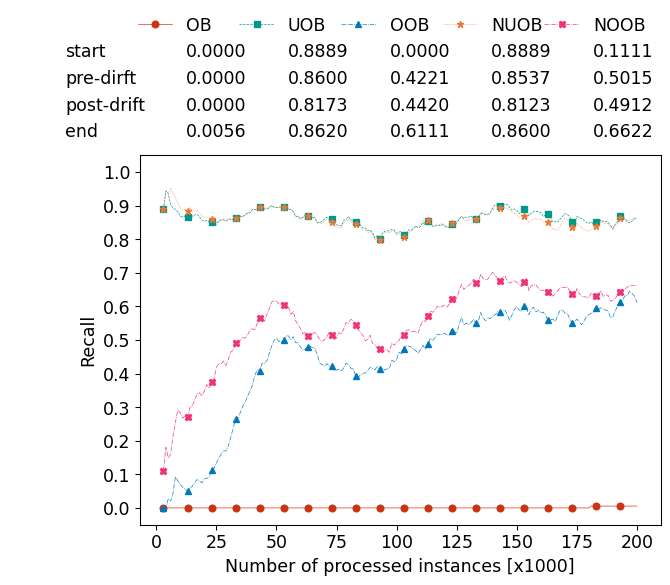 OB UOB OOB NUOB NOOB
start 0.0000 0.8889 0.0000 0.8889 0.1111
pre-dirft 0.0000 0.8600 0.4221 0.8537 0.5015
post-drift 0.0000 0.8173 0.4420 0.8123 0.4912
end 0.0056 0.8620 0.6111 0.8600 0.6622
1.0
0.9
0.8
0.7
0.6
0.5
0.4
0.3
0.2
0.1
0.0
Recall
0 25 50 75 100 125 150 175 200
Number of processed instances [x1000]